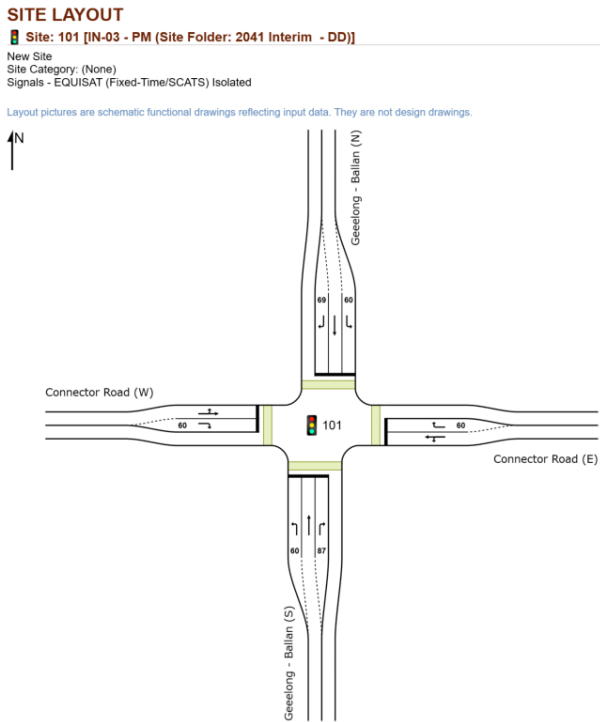 SITE LAYOUT
Site: 101 [IN-03 - PM (Site Folder: 2041 Interim - DD)]
New Site
Site Category: (None)
Signals - EQUISAT (Fixed-Time/SCATS) Isolated
Layout pictures are schematic functional drawings reflecting input data. They are not design drawings.
N
Geeelong - Ballan (N)
69
60
Connector Road (W)
60
101
60
Connector Road (E)
60
87
Geeelong - Ballan (S)